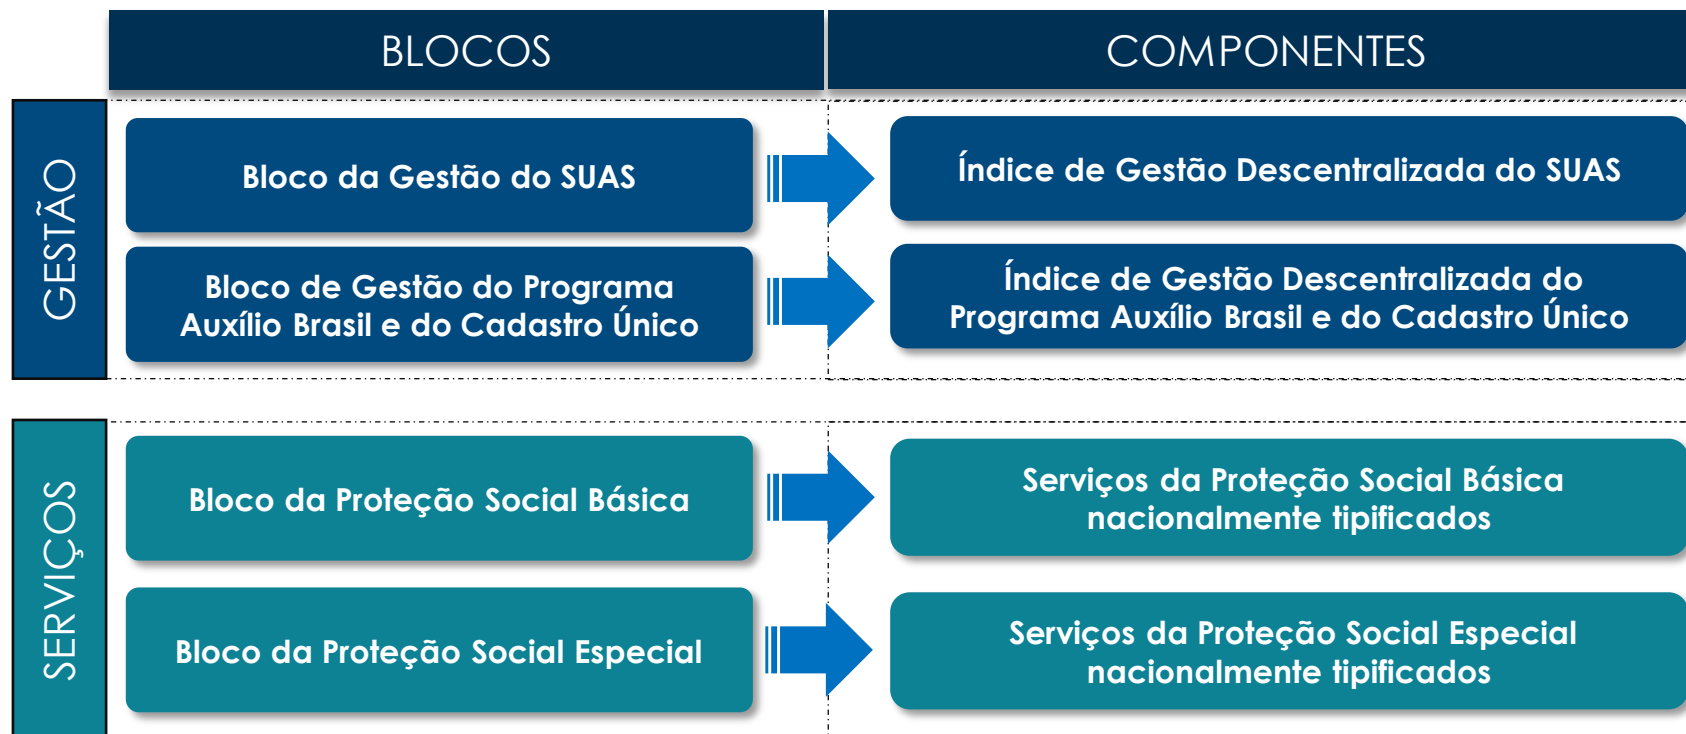 BLOCOS
COMPONENTES
GESTÃO
Bloco da Gestão do SUAS
Índice de Gestão Descentralizada do SUAS
Bloco de Gestão do Programa
Auxílio Brasil e do Cadastro Único
Índice de Gestão Descentralizada do
Programa Auxílio Brasil e do Cadastro Único
SERVIÇOS
Bloco da Proteção Social Básica
Serviços da Proteção Social Básica
nacionalmente tipificados
Bloco da Proteção Social Especial
Serviços da Proteção Social Especial
nacionalmente tipificados